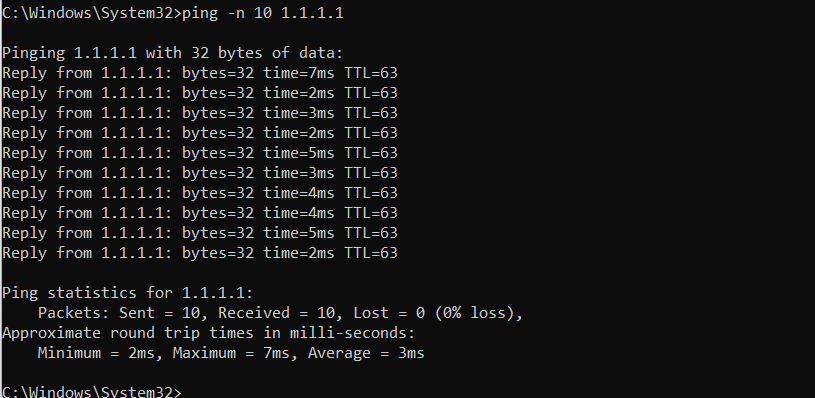 C:\Windows\System32>ping -n 10 1.1.1.1
Pinging 1.1.1.1 with 32 bytes of data:
Reply from 1.1.1.1: bytes=32 time=7ms TTL=63
Reply from 1.1.1.1: bytes=32 time=2ms TTL=63
Reply from 1.1.1.1: bytes=32 time=3ms TTL=63
Reply from 1.1.1.1: bytes=32 time=2ms TTL=63
Reply from 1.1.1.1: bytes=32 time=5ms TTL=63
Reply from 1.1.1.1: bytes=32 time=3ms TTL=63
Reply from 1.1.1.1: bytes=32 time=4ms TTL=63
Reply from 1.1.1.1: bytes=32 time=4ms TTL=63
Reply from 1.1.1.1: bytes=32 time=5ms TTL=63
Reply from 1.1.1.1: bytes=32 time=2ms TTL=63
Ping statistics for 1.1.1.1:
    Packets: Sent = 10, Received = 10, Lost = 0 (0% loss),
Approximate round trip times in milli-seconds:
    Minimum = 2ms, Maximum = 7ms, Average = 3ms
C:\Windows\System32>